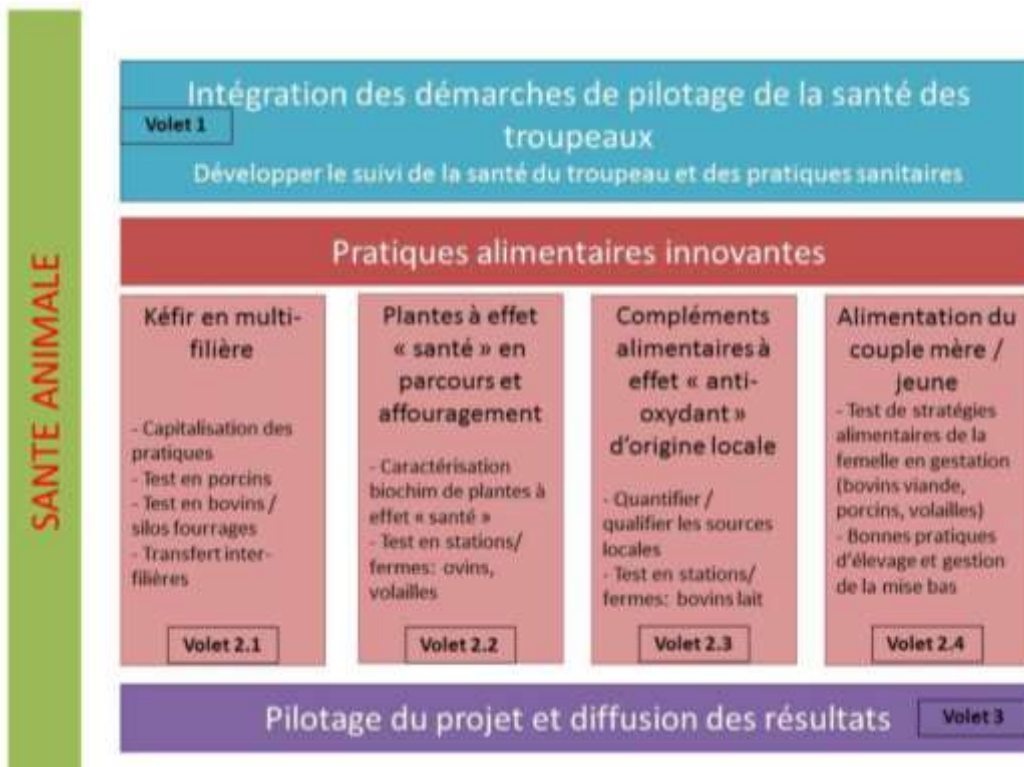 SANTE ANIMALE
Intégration des démarches de pilotage de la santé des
troupeaux
Volet 1
Développer le suivi de la santé du troupeau et des pratiques sanitaires
Pratiques alimentaires innovantes
Kéfir en multi-
filière
- Capitalisation des
pratiques
- Test en porcins
- Test en bovins /
silos fourrages
- Transfert inter-
filières
Volet 2.1
Plantes à effet
« santé » en
parcours et
affouragement
- Caractérisation
biochim de plantes à
effet « santé »
- Test en stations/
fermes: ovins,
volailles
Volet 2.2
Compléments
alimentaires à
effet « anti-
oxydant »
d'origine locale
- Quantifier /
qualifier les sources
locales
- Test en stations/
fermes: bovins lait
Volet 2.3
Alimentation du
couple mère /
jeune
- Test de stratégies
alimentaires de la
femelle en gestation
(bovins viande,
porcins, volailles)
- Bonnes pratiques
d'élevage et gestion
de la mise bas
Volet 2.4
Pilotage du projet et diffusion des résultats
Volet 3